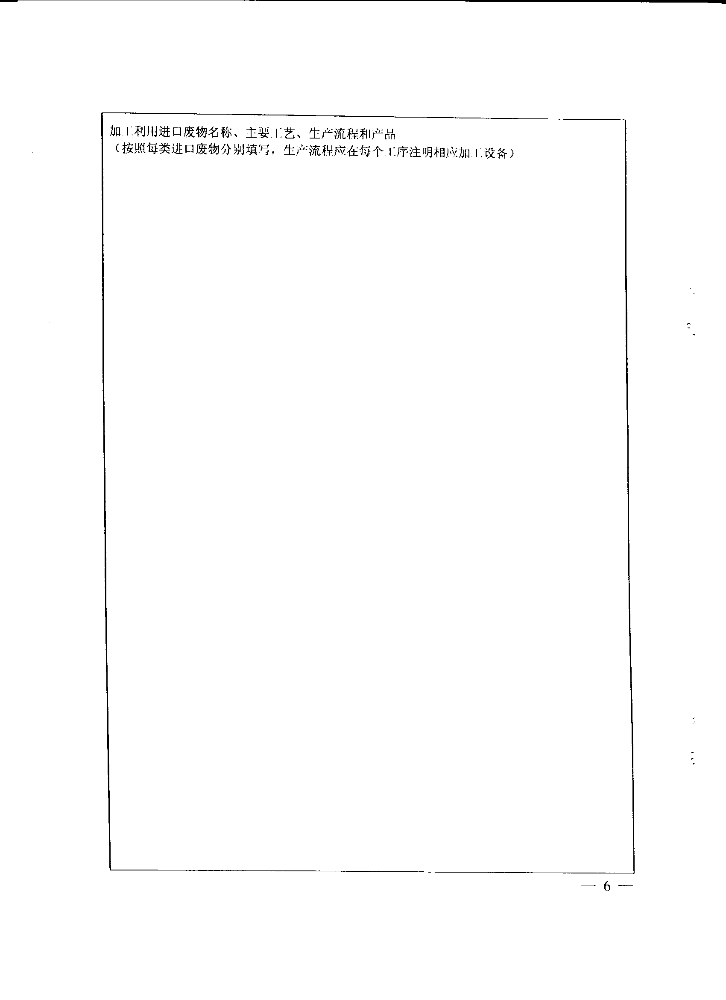 加工利用进口废物名称、主要工艺、生产流程和产品
（按照每类进口废物分别填写，生产流程应在每个工序注明相应加工设备）
— 6 —